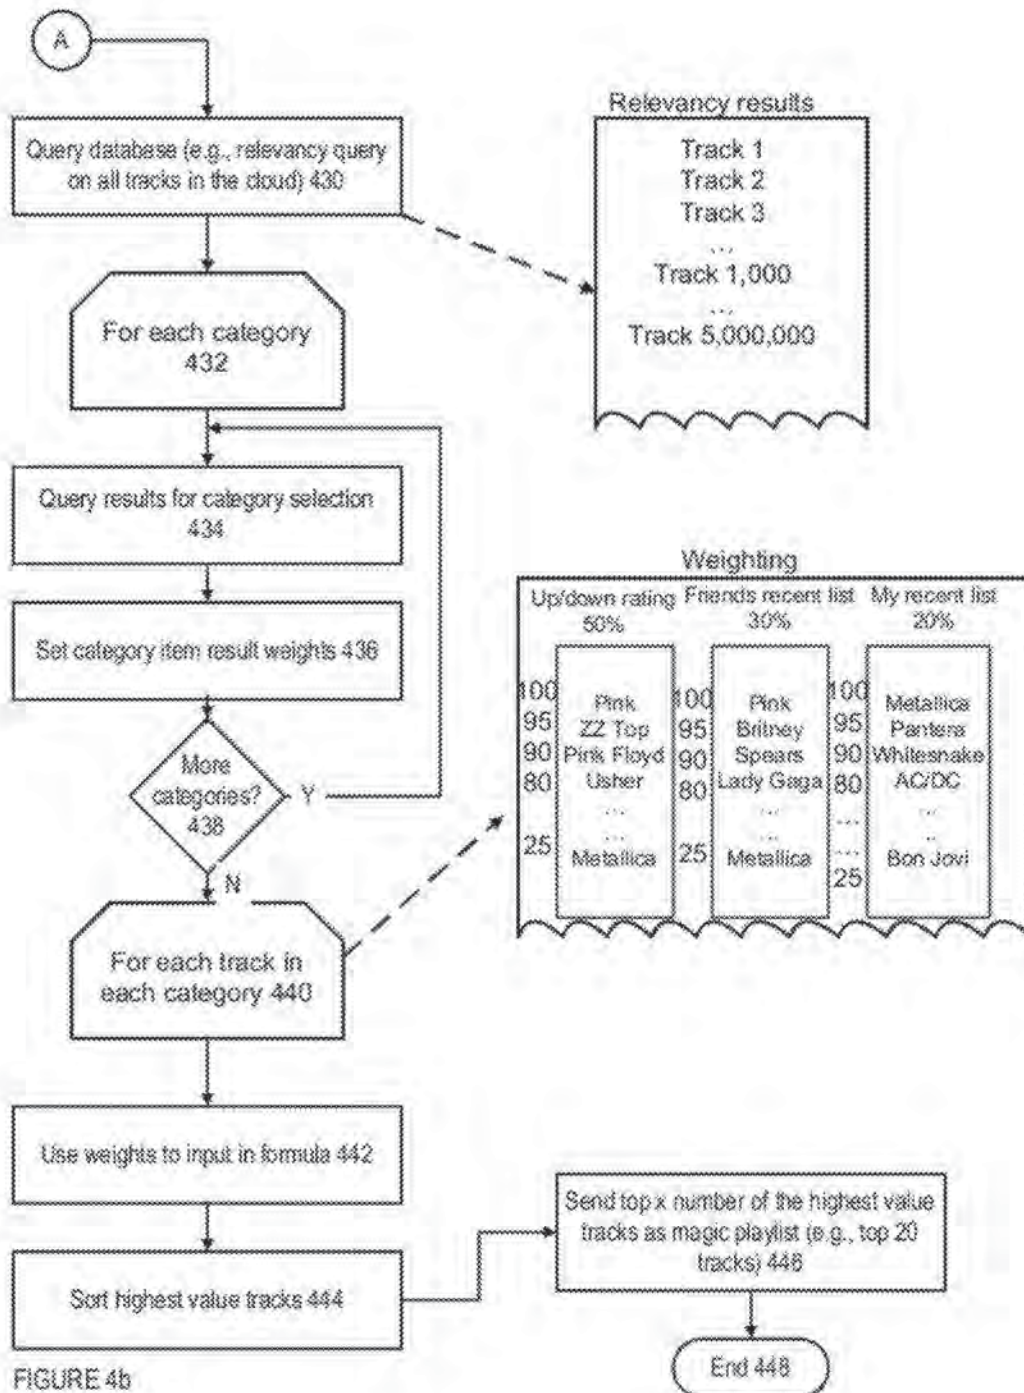 A
Query database (e.g., relevancy query
on all tracks in the cloud) 430
Relevancy results
Track 1
Track 2
Track 3
...
Track 1,000
...
Track 5,000,000
For each category
432
Query results for category selection
434
Set category item result weights 436
More
categories?
438
Y
N
Weighting
Up/down rating
50%
Friends recent list
30%
My recent list
20%
100
95
90
80
25
Pink
ZZ Top
Pink Floyd
Usher
...
...
Metallica
100
95
90
80
25
Pink
Britney
Spears
Lady Gaga
...
...
Metallica
100
95
90
80
...
...
25
Metallica
Pantera
Whitesnake
AC/DC
...
..
Bon Jovi
For each track in
each category 440
Use weights to input in formula 442
Sort highest value tracks 444
Send top x number of the highest value
tracks as magic playlist (e.g., top 20
tracks) 446
End 448
FIGURE 4b